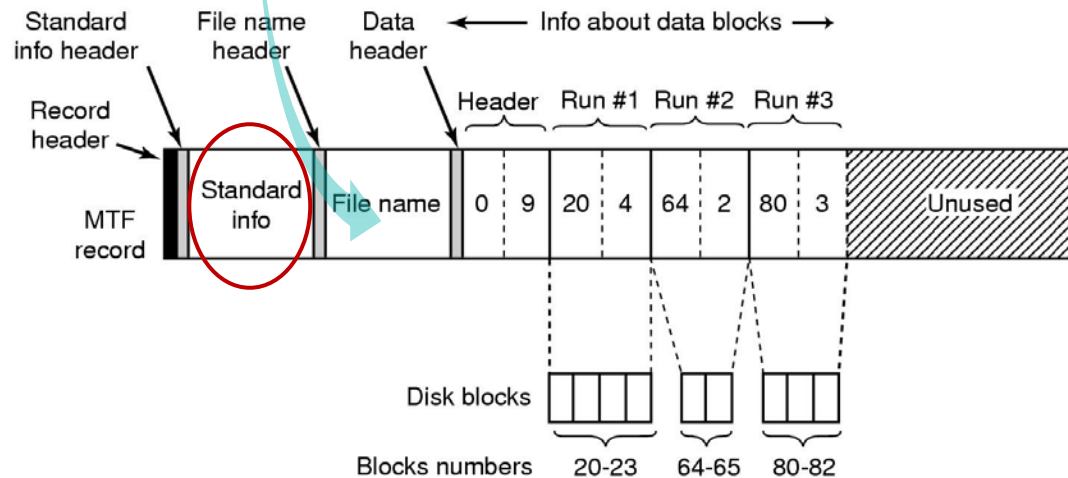 Standard
info header
File name
header
Data
header
Info about data blocks
Record
header
Header
Run #1
Run #2
Run #3
MTF
record
Standard
info
File name
0 9 20 4 64 2 80 3
Unused
Disk blocks
Blocks numbers
20-23 64-65 80-82